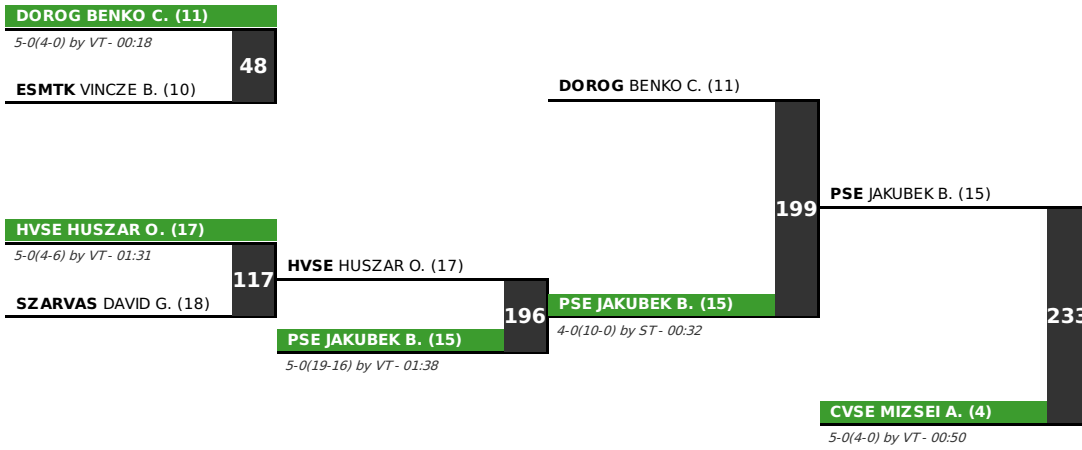 DOROG BENKO C. (11)
5-0(4-0) by VT - 00:18
48
ESMTK VINCZE B. (10)
HVSE HUSZAR O. (17)
5-0(4-6) by VT - 01:31
117
SZARVAS DAVID G. (18)
HVSE HUSZAR O. (17)
196
PSE JAKUBEK B. (15)
5-0(19-16) by VT - 01:38
DOROG BENKO C. (11)
199
PSE JAKUBEK B. (15)
4-0(10-0) by ST - 00:32
PSE JAKUBEK B. (15)
233
CVSE MIZSEI A. (4)
5-0(4-0) by VT - 00:50